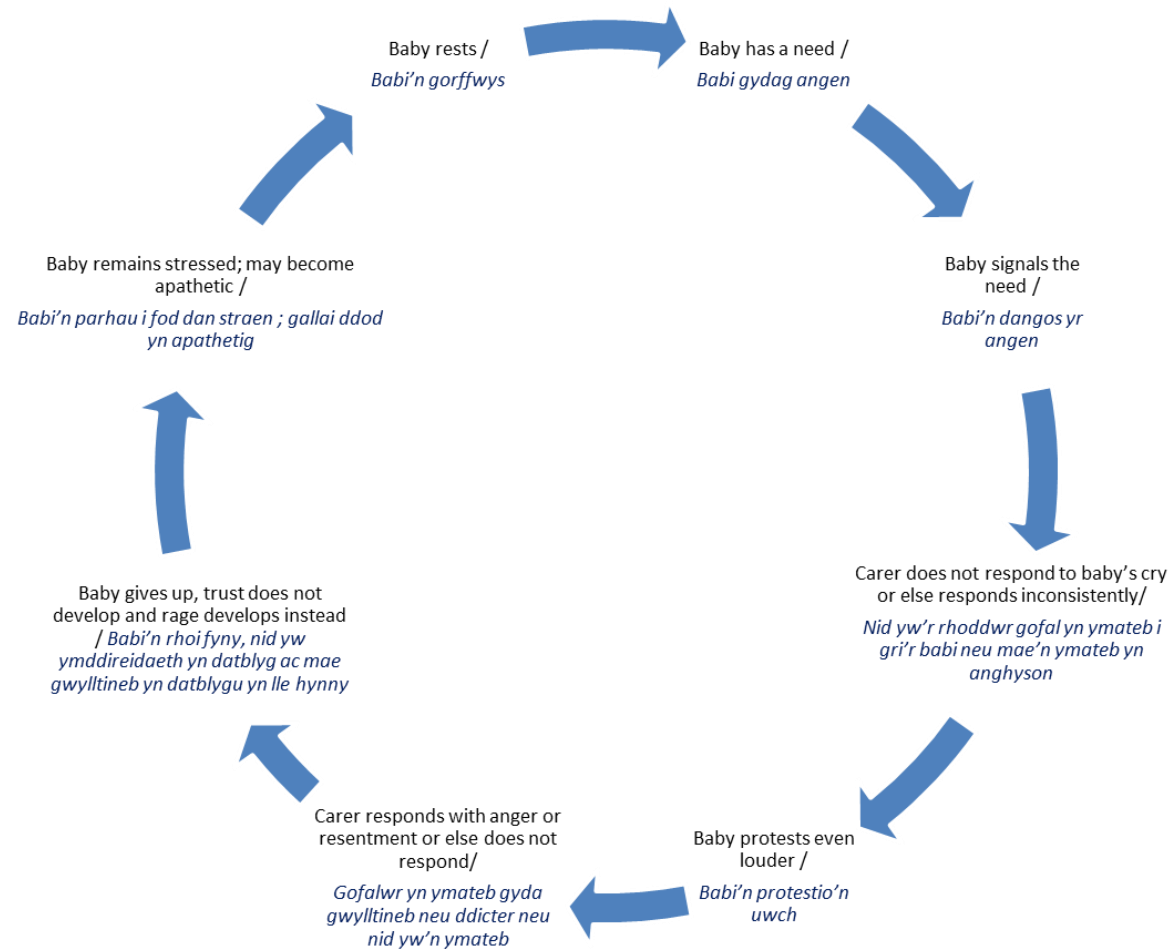 Baby rests /
Babi'n gorffwys
Baby has a need /
Babi gydag angen
Baby signals the
need /
Babi'n dangos yr
angen
Carer does not respond to baby's cry
or else responds inconsistently/
Nid yw'r rhoddwr gofal yn ymateb i
gri'r babi neu mae'n ymateb yn
anghyson
Baby protests even
louder /
Babi'n protestio'n
uwch
Carer responds with anger or
resentment or else does not
respond/
Gofalwr yn ymateb gyda
gwylltineb neu ddicter neu
nid yw'n ymateb
Baby gives up, trust does not
develop and rage develops instead
/ Babi'n rhoi fyny, nid yw
ymddireidaeth yn datblyg ac mae
gwylltineb yn datblygu yn lle hynny
Baby remains stressed; may become
apathetic /
Babi'n parhau i fod dan straen ; gallai ddod
yn apathetig